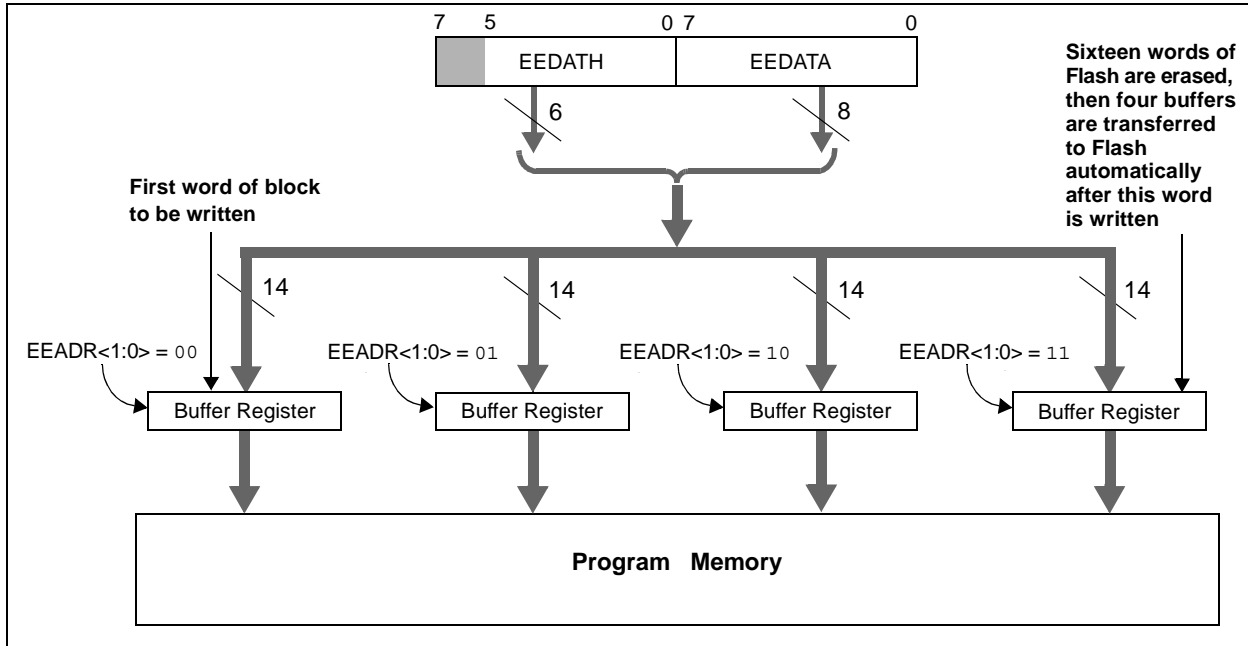 7 5 0 7 0
EEDATH EEDATA
6 8
Sixteen words of
Flash are erased,
then four buffers
are transferred
to Flash
automatically
after this word
is written
First word of block
to be written
14 14 14 14
EEADR<1:0> = 00 EEADR<1:0> = 01 EEADR<1:0> = 10 EEADR<1:0> = 11
Buffer Register Buffer Register Buffer Register Buffer Register
Program Memory